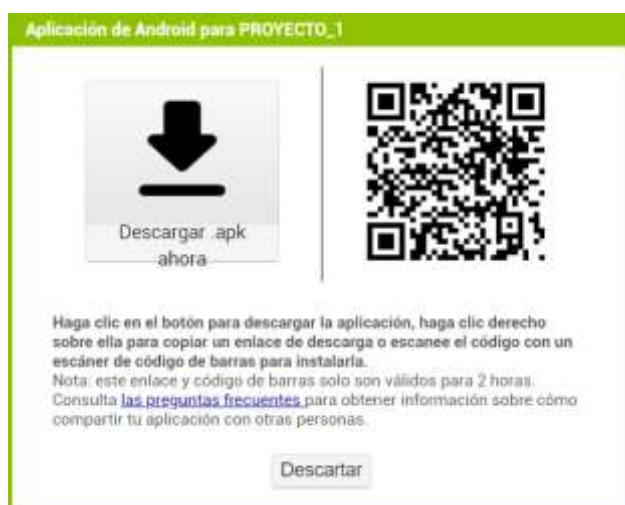 Aplicación de Android para PROYECTO_1
Descargar .apk
ahora
Haga clic en el botón para descargar la aplicación, haga clic derecho
sobre ella para copiar un enlace de descarga o escanee el código con un
escáner de código de barras para instalarla.
Nota: este enlace y código de barras solo son válidos para 2 horas.
Consulta las preguntas frecuentes para obtener información sobre cómo
compartir tu aplicación con otras personas.
Descartar